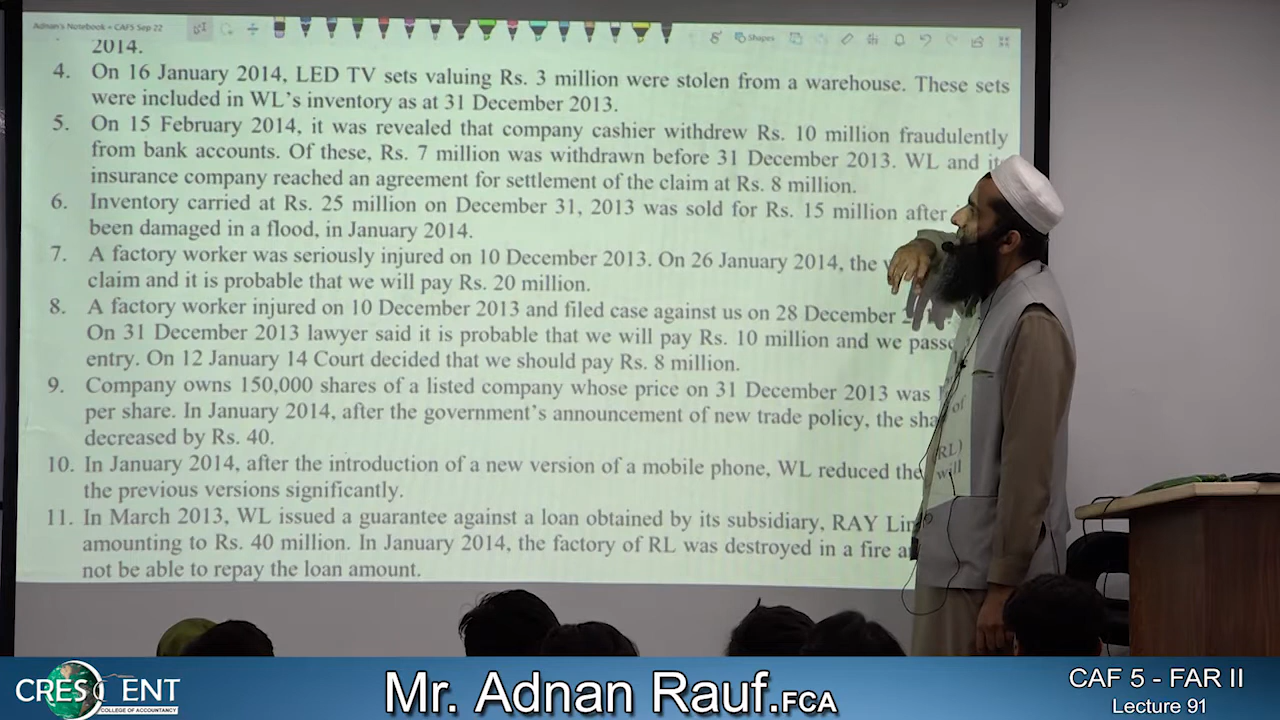 Adnan's Notebook » CAF5 Sep 22
Shapes
2014.
4. On 16 January 2014, LED TV sets valuing Rs. 3 million were stolen from a warehouse. These sets
were included in WL's inventory as at 31 December 2013.
5. On 15 February 2014, it was revealed that company cashier withdrew Rs. 10 million fraudulently
from bank accounts. Of these, Rs. 7 million was withdrawn before 31 December 2013. WL and
insurance company reached an agreement for settlement of the claim at Rs. 8 million.
6. Inventory carried at Rs. 25 million on December 31, 2013 was sold for Rs. 15 million after
been damaged in a flood, in January 2014.
7. A factory worker was seriously injured on 10 December 2013. On 26 January 2014, the
claim and it is probable that we will pay Rs. 20 million.
8. A factory worker injured on 10 December 2013 and filed case against us on 28 December
On 31 December 2013 lawyer said it is probable that we will pay Rs. 10 million and we
entry. On 12 January 14 Court decided that we should pay Rs. 8 million.
9. Company owns 150,000 shares of a listed company whose price on 31 December 2013 was
per share. In January 2014, after the government's announcement of new trade policy, the of
decreased by Rs. 40.
10. In January 2014, after the introduction of a new version of a mobile phone, WL reduced the
the previous versions significantly.
11. In March 2013, WL issued a guarantee against a loan obtained by its subsidiary, RAY (RL)
amounting to Rs. 40 million. In January 2014, the factory of RL was destroyed in a fire will
not be able to repay the loan amount.
CRESCENT
COLLEGE OF ACCOUNTANCY
Mr. Adnan Rauf.FCA
CAF 5 - FAR II
Lecture 91